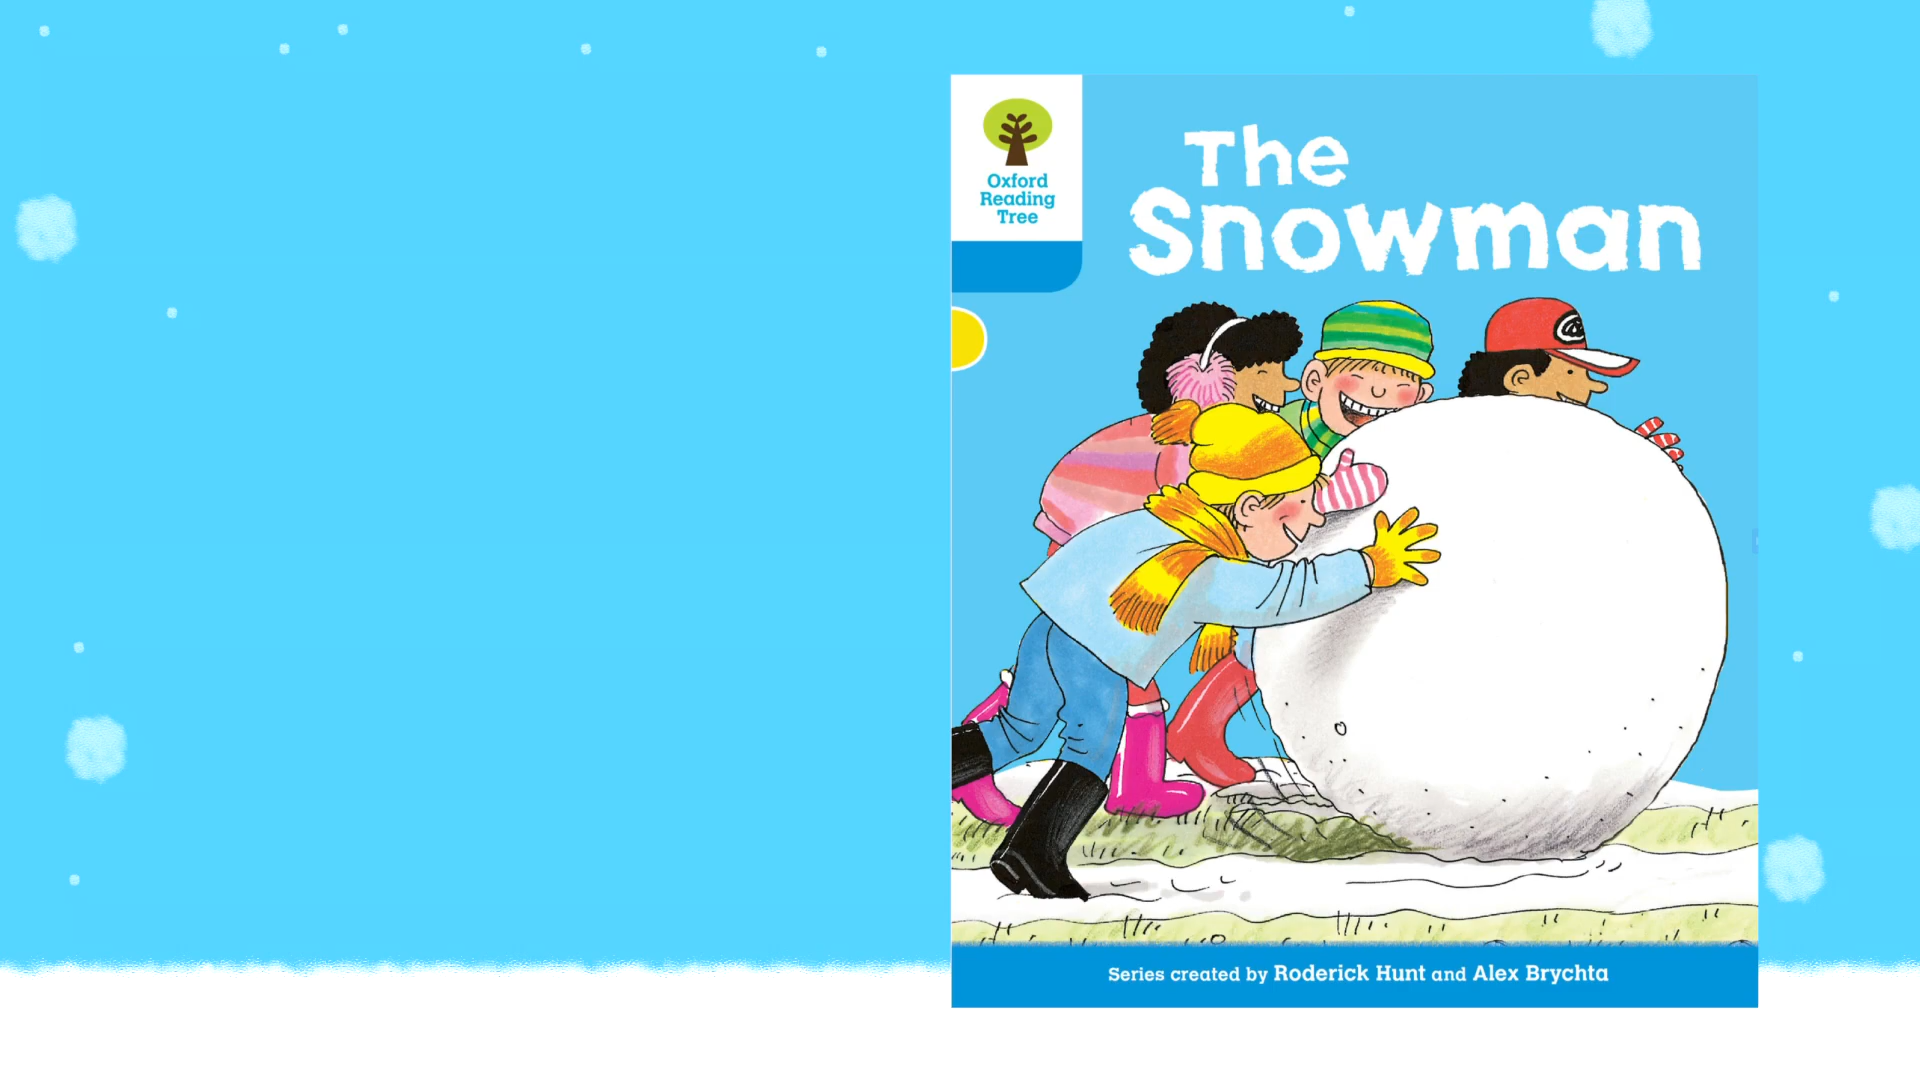 Oxford
Reading
Tree
The
Snowman
Series created by Roderick Hunt and Alex Brychta